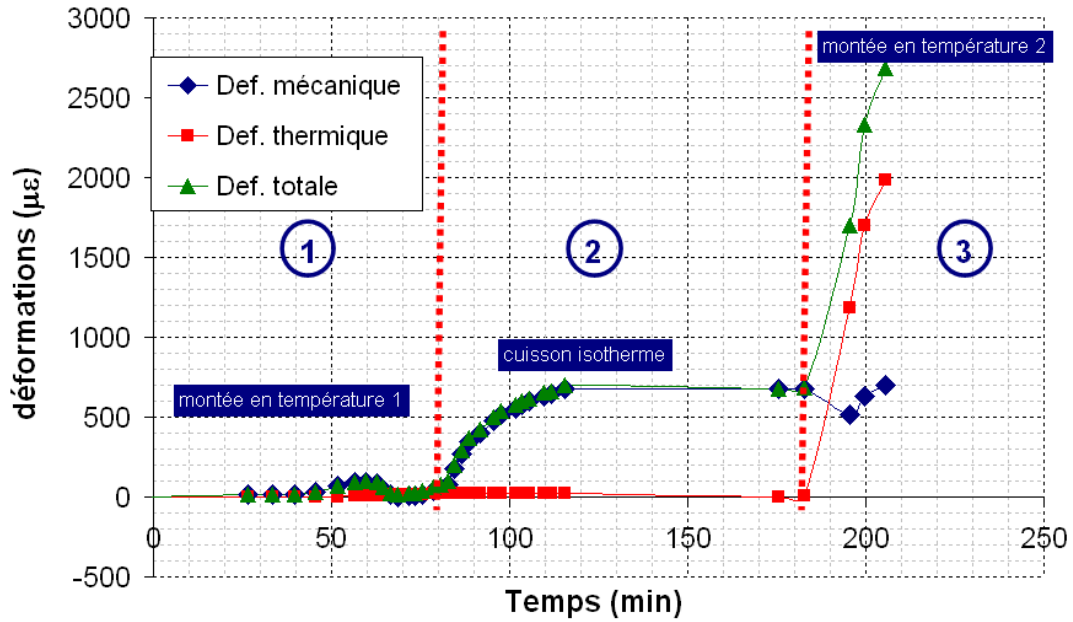 3000
2500
2000
1500
1000
500
0
-500
déformations (με)
Def. mécanique
Def. thermique
Def. totale
montée en température 2
1
2
3
cuisson isotherme
montée en température 1
0
50
100
150
200
250
Temps (min)